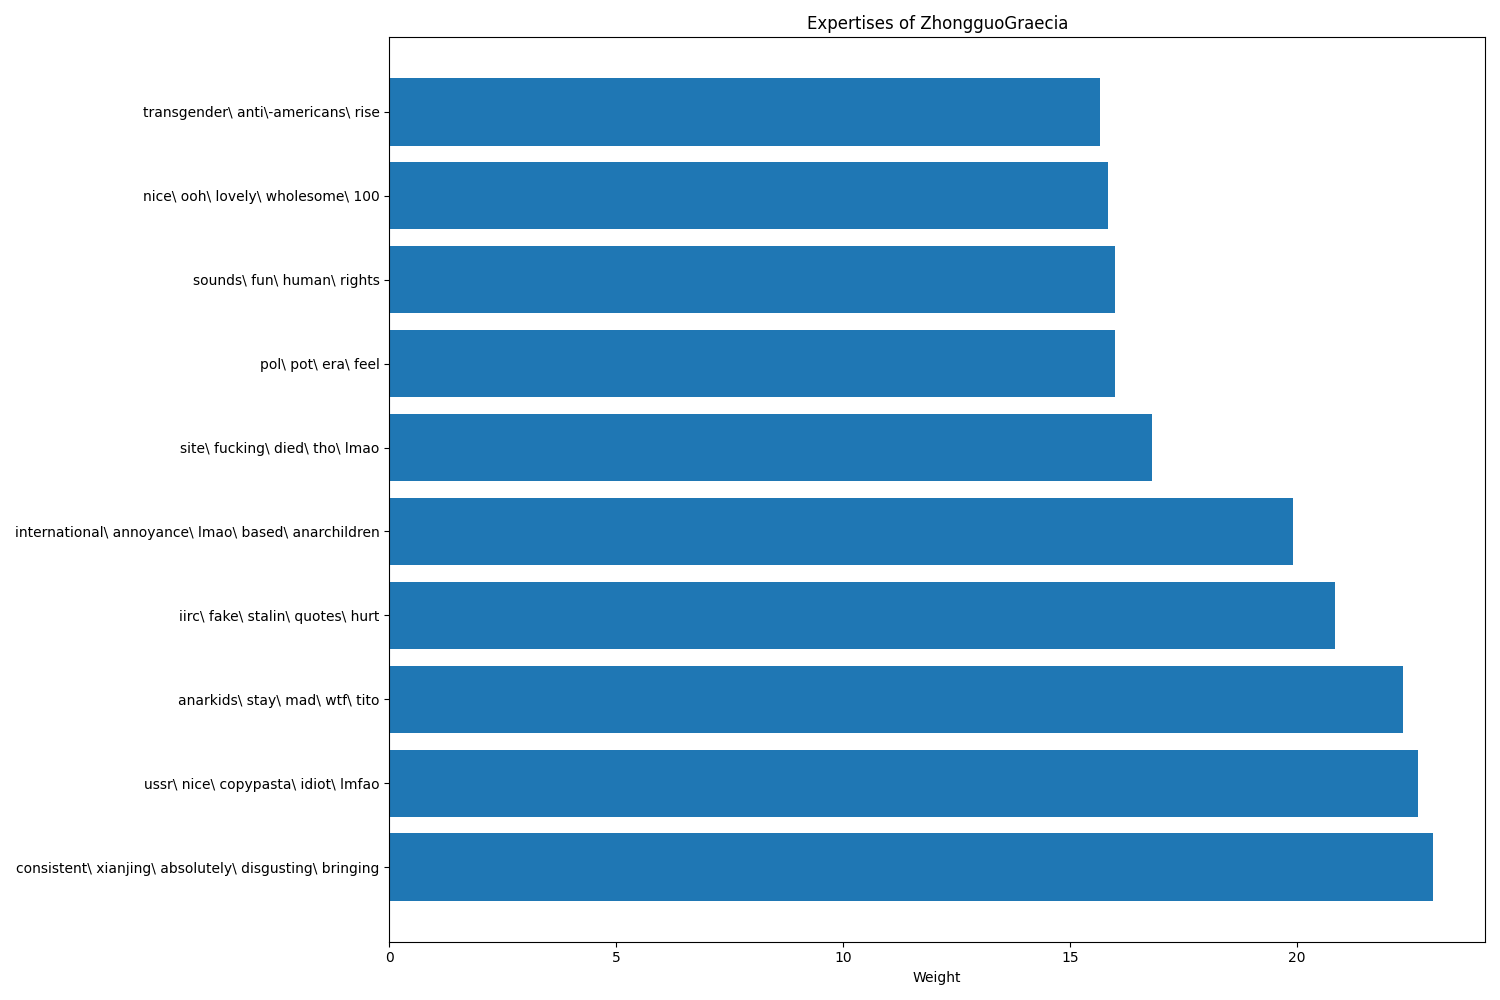 Expertises of ZhongguoGraecia
transgender\ anti\-americans\ rise
nice\ ooh\ lovely\ wholesome\ 100
sounds\ fun\ human\ rights
pol\ pot\ era\ feel
site\ fucking\ died\ tho\ lmao
international\ annoyance\ lmao\ based\ anarchildren
iirc\ fake\ stalin\ quotes\ hurt
anarkids\ stay\ mad\ wtf\ tito
ussr\ nice\ copypasta\ idiot\ lmfao
consistent\ xianjing\ absolutely\ disgusting\ bringing
0 5 10 15 20
Weight